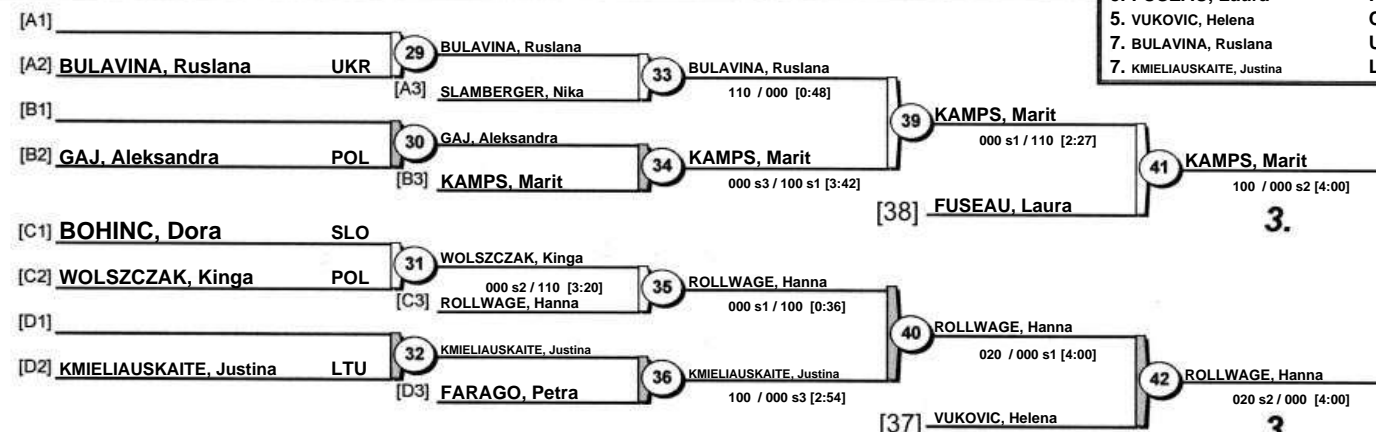 5. VUKOVIC, Helena
7. BULAVINA, Ruslana
7. KMIELIAUSKAITE, Justina
[A1]
[A2] BULAVINA, Ruslana UKR
29
BULAVINA, Ruslana
[A3] SLAMBERGER, Nika
33
BULAVINA, Ruslana
110 / 000 [0:48]
[B1]
[B2] GAJ, Aleksandra POL
30
GAJ, Aleksandra
[B3] KAMPS, Marit
34
KAMPS, Marit
000 s3 / 100 s1 [3:42]
39
KAMPS, Marit
000 s1 / 110 [2:27]
[38] FUSEAU, Laura
41
KAMPS, Marit
100 / 000 s2 [4:00]
3.
[C1] BOHINC, Dora SLO
[C2] WOLSZCZAK, Kinga POL
31
WOLSZCZAK, Kinga
000 s2 / 110 [3:20]
[C3] ROLLWAGE, Hanna
35
ROLLWAGE, Hanna
000 s1 / 100 [0:36]
[D1]
[D2] KMIELIAUSKAITE, Justina LTU
32
KMIELIAUSKAITE, Justina
[D3] FARAGO, Petra
36
KMIELIAUSKAITE, Justina
100 / 000 s3 [2:54]
40
ROLLWAGE, Hanna
020 / 000 s1 [4:00]
[37] VUKOVIC, Helena
42
ROLLWAGE, Hanna
020 s2 / 000 [4:00]
3